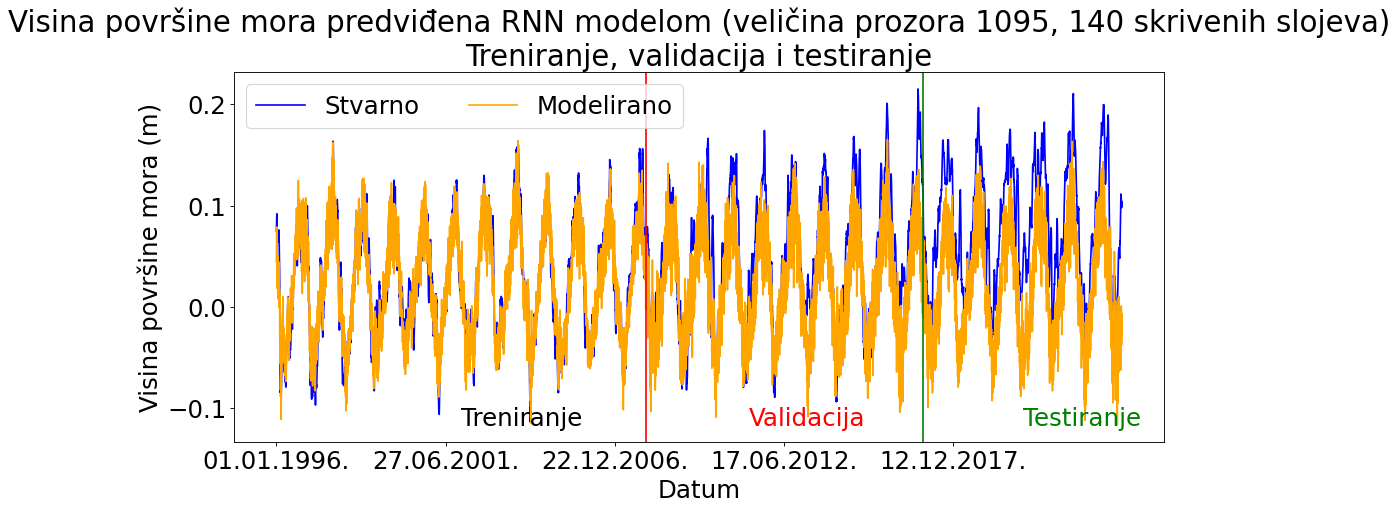 Visina površine mora predviđena RNN modelom (veličina prozora 1095, 140 skrivenih slojeva)
Treniranje, validacija i testiranje
Stvarno
Modelirano
Visina površine mora (m)
0.2
0.1
0.0
−0.1
Treniranje
Validacija
Testiranje
01.01.1996.
27.06.2001.
22.12.2006.
17.06.2012.
12.12.2017.
Datum